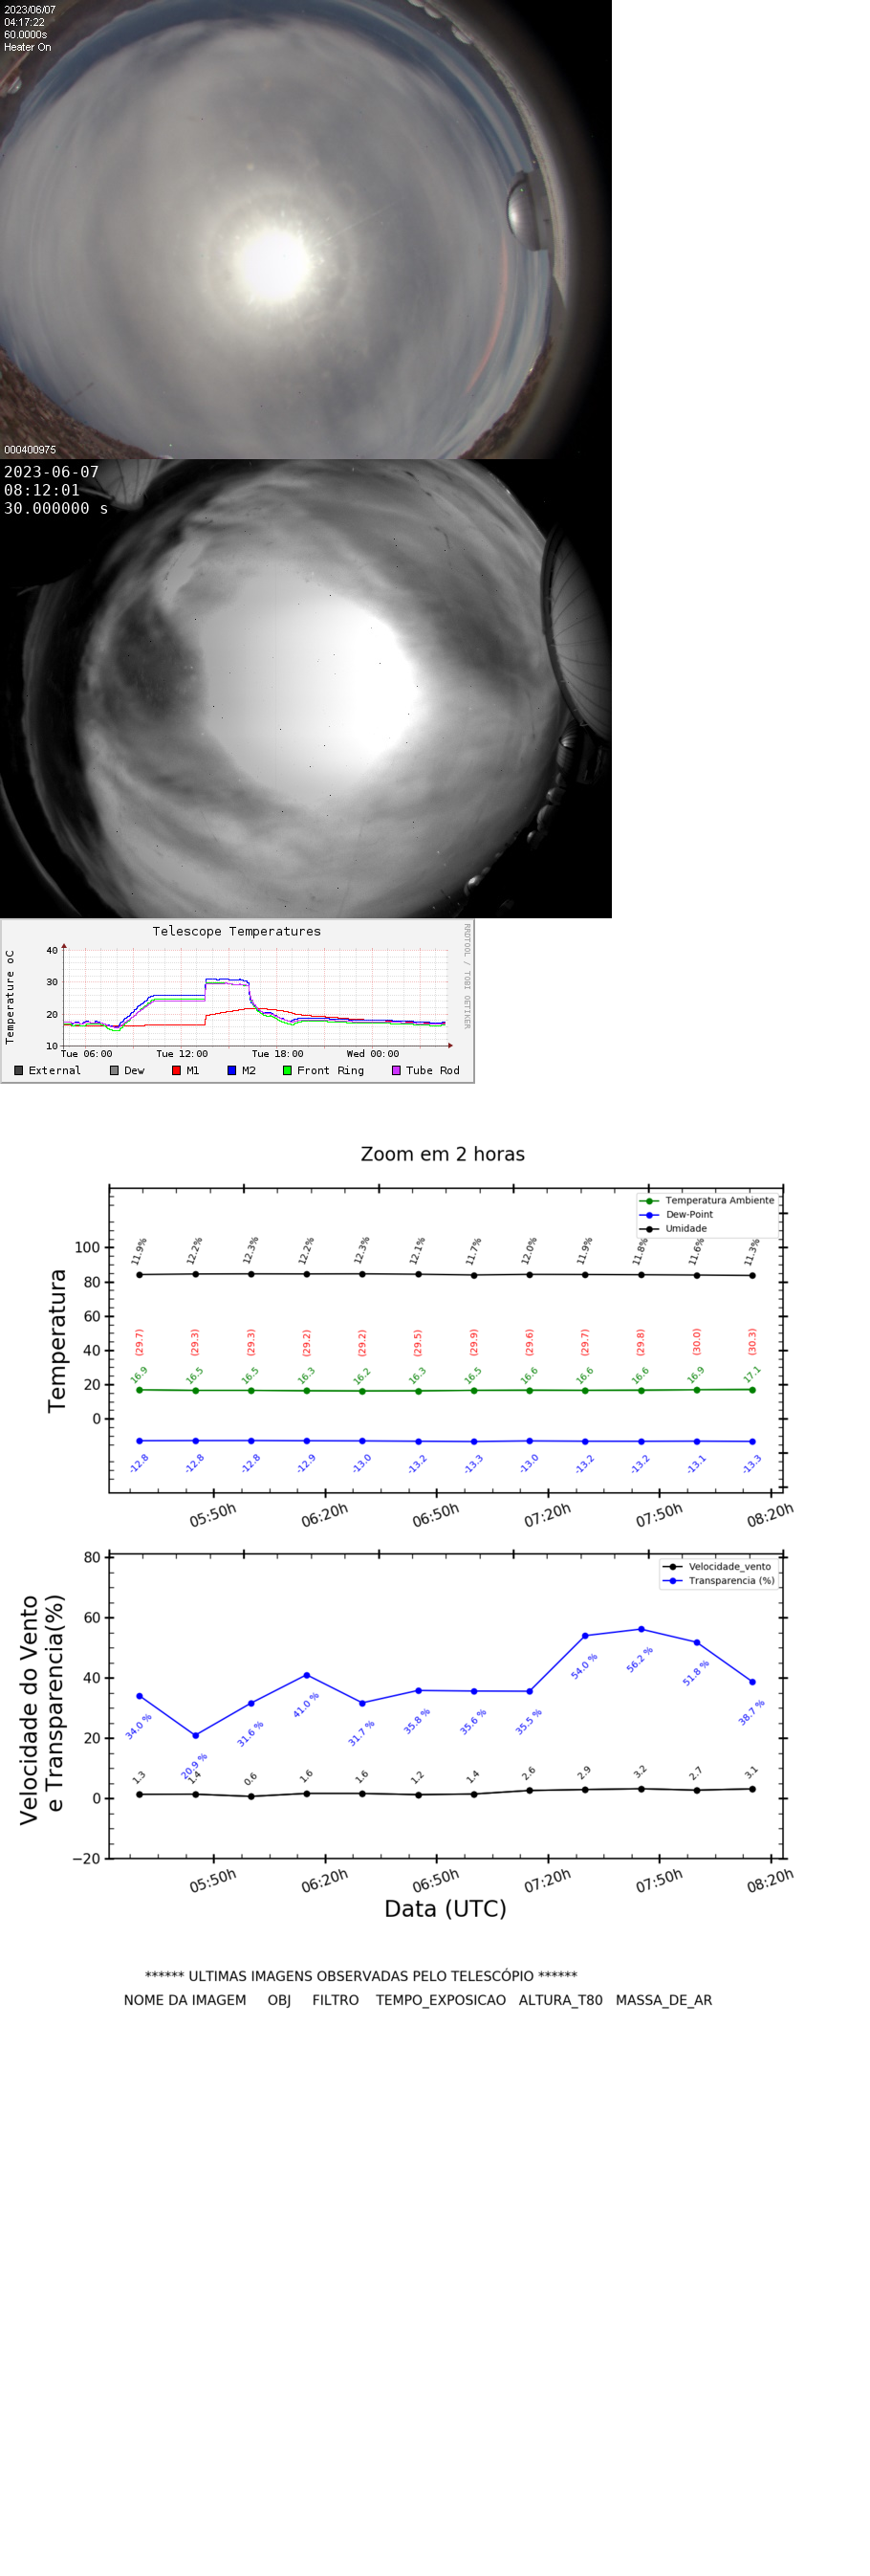 2023/06/07
04:17:22
60.0000s
Heater On
000400975
2023-06-07
08:12:01
30.000000 s
Telescope Temperatures
RRDTOOL / TOBI OETIKER
Temperature oC
40
30
20
10
Tue 06:00 Tue 12:00 Tue 18:00 Wed 00:00
External Dew M1 M2 Front Ring Tube Rod
Zoom em 2 horas
Temperatura Ambiente
Dew-Point
Umidade
Temperatura
100
80
60
40
20
0
11.9% 12.2% 12.3% 12.2% 12.3% 12.1% 11.7% 12.0% 11.9% 11.8% 11.6% 11.3%
(29.7) (29.3) (29.3) (29.2) (29.2) (29.5) (29.9) (29.6) (29.7) (29.8) (30.0) (30.3)
16.9 16.5 16.5 16.3 16.2 16.3 16.5 16.6 16.6 16.6 16.9 17.1
-12.8 -12.8 -12.8 -12.9 -13.0 -13.2 -13.3 -13.0 -13.2 -13.2 -13.1 -13.3
05:50h 06:20h 06:50h 07:20h 07:50h 08:20h
Velocidade_vento
Transparencia (%)
Velocidade do Vento
e Transparencia(%)
80
60
40
20
0
−20
34.0 % 20.9 % 31.6 % 41.0 % 31.7 % 35.8 % 35.6 % 35.5 % 54.0 % 56.2 % 51.8 % 38.7 %
1.3 1.4 0.6 1.6 1.6 1.2 1.4 2.6 2.9 3.2 2.7 3.1
05:50h 06:20h 06:50h 07:20h 07:50h 08:20h
Data (UTC)
****** ULTIMAS IMAGENS OBSERVADAS PELO TELESCÓPIO ******
NOME DA IMAGEM OBJ FILTRO TEMPO_EXPOSICAO ALTURA_T80 MASSA_DE_AR